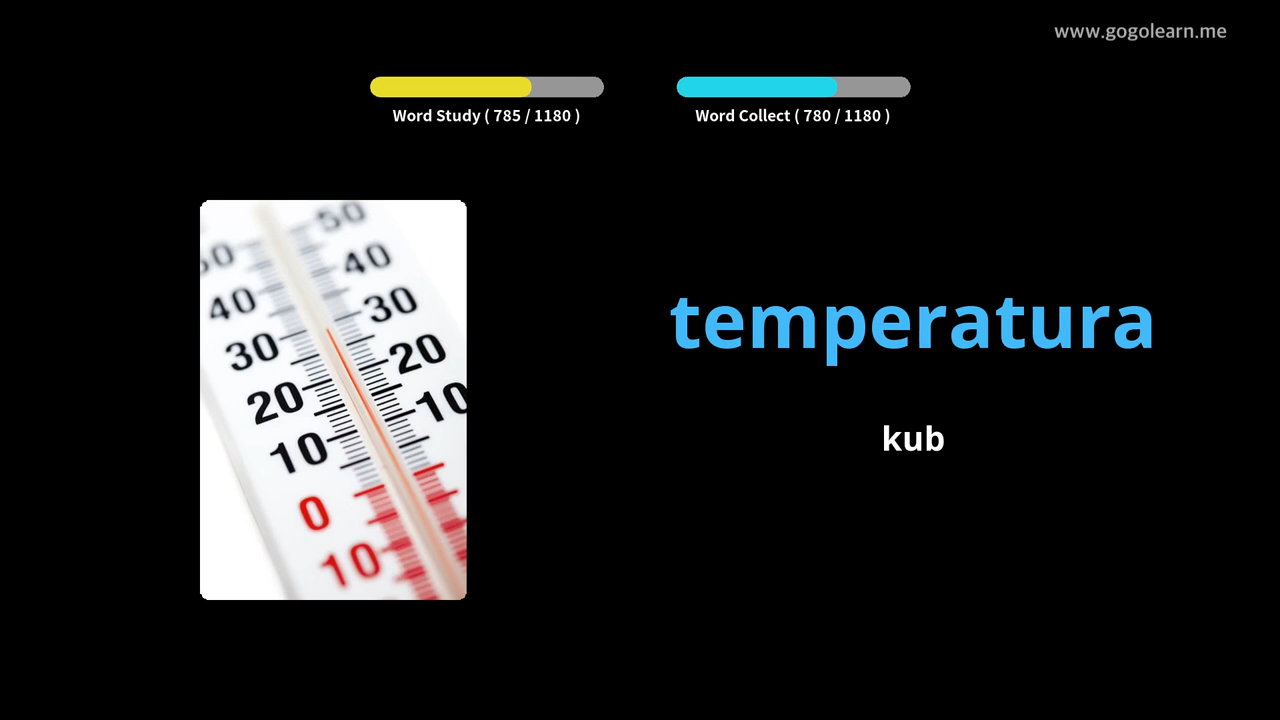 www.gogolearn.me
Word Study ( 785 / 1180 )
Word Collect ( 780 / 1180 )
50
40
40
30
30
20
20
10
10
0
10
temperatura
kub